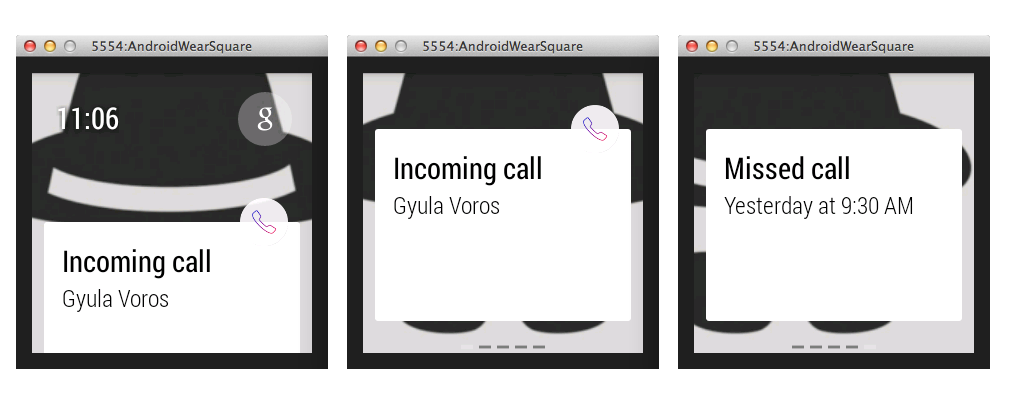 5554:AndroidWearSquare
11:06
g
Incoming call
Gyula Voros
5554:AndroidWearSquare
Incoming call
Gyula Voros
5554:AndroidWearSquare
Missed call
Yesterday at 9:30 AM